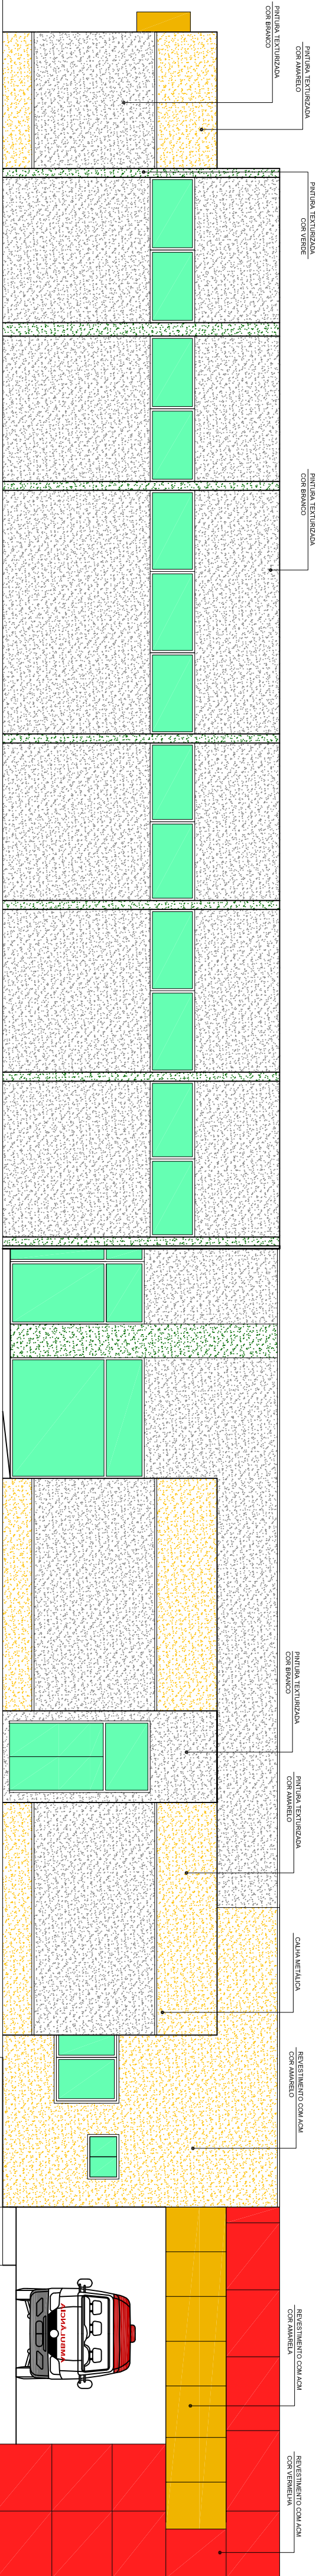 PINTURA TEXTURIZADA
COR BRANCO
PINTURA TEXTURIZADA
COR AMARELO
PINTURA TEXTURIZADA
COR VERDE
PINTURA TEXTURIZADA
COR BRANCO
PINTURA TEXTURIZADA
COR BRANCO
PINTURA TEXTURIZADA
COR AMARELO
CALHA METÁLICA
REVESTIMENTO COM ACM
COR AMARELO
REVESTIMENTO COM ACM
COR AMARELA
REVESTIMENTO COM ACM
COR VERMELHA
AMBULÂNCIA